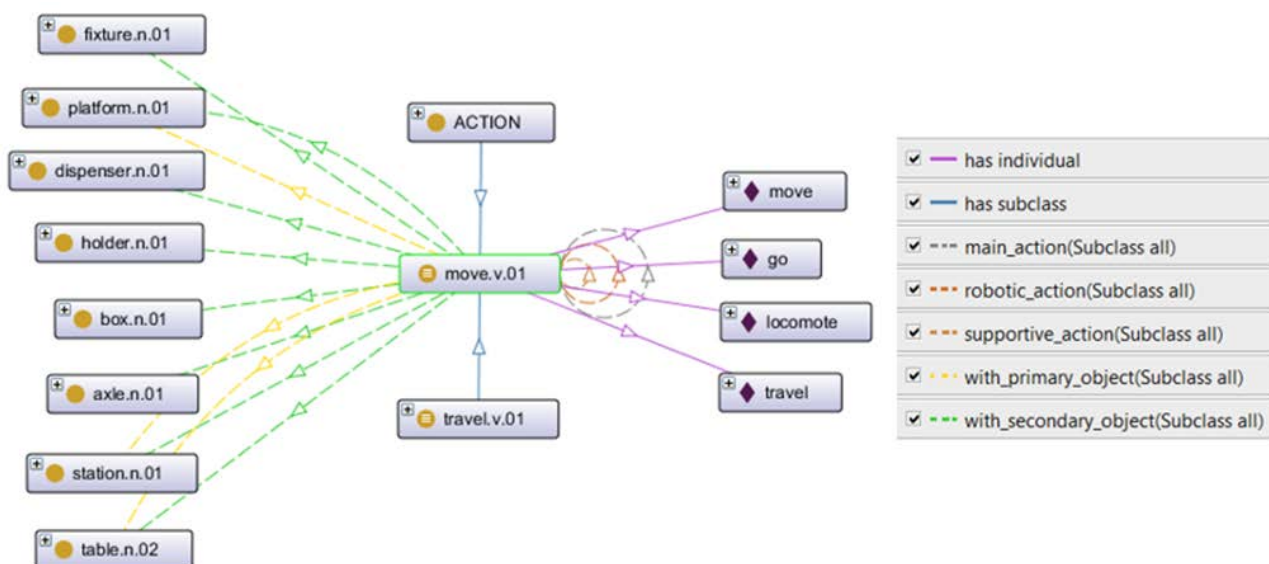 fixture.n.01
platform.n.01
dispenser.n.01
holder.n.01
box.n.01
axle.n.01
station.n.01
table.n.02
ACTION
move.v.01
travel.v.01
move
go
locomote
travel
has individual
has subclass
main_action(Subclass all)
robotic_action(Subclass all)
supportive_action(Subclass all)
with_primary_object(Subclass all)
with_secondary_object(Subclass all)